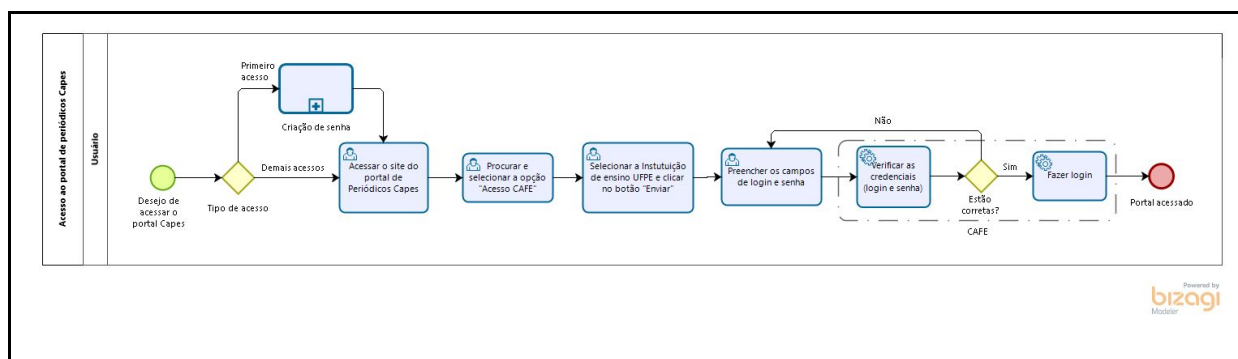 Acesso ao portal de periódicos Capes
Usuário
Desejo de
acessar o
portal Capes
Tipo de acesso
Primeiro
acesso
Criação de senha
Demais acessos
Acessar o site do
portal de
Periódicos Capes
Procurar e
selecionar a opção
"Acesso CAFE"
Selecionar a Instutuição
de ensino UFPE e clicar
no botão "Enviar"
Preencher os campos
de login e senha
Não
Verificar as
credenciais
(login e senha)
Estão
corretas?
Sim
Fazer login
CAFE
Portal acessado
Powered by
bizagi
Modeler